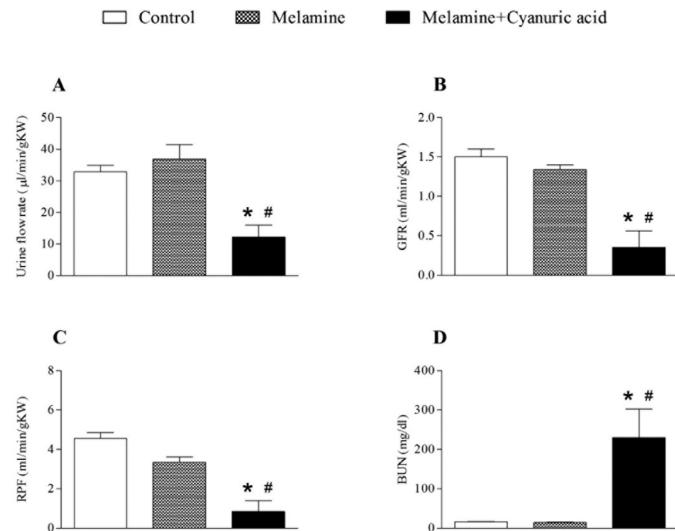 Control Melamine Melamine+Cyanuric acid
A
Urine flow rate ( µl/min/gKW)
50
40
30
20
10
0
* #
B
GFR (ml/min/gKW)
2.0
1.5
1.0
0.5
0.0
* #
C
RPF (ml/min/gKW)
8
6
4
2
0
* #
D
BUN (mg/dl)
400
300
200
100
0
* #